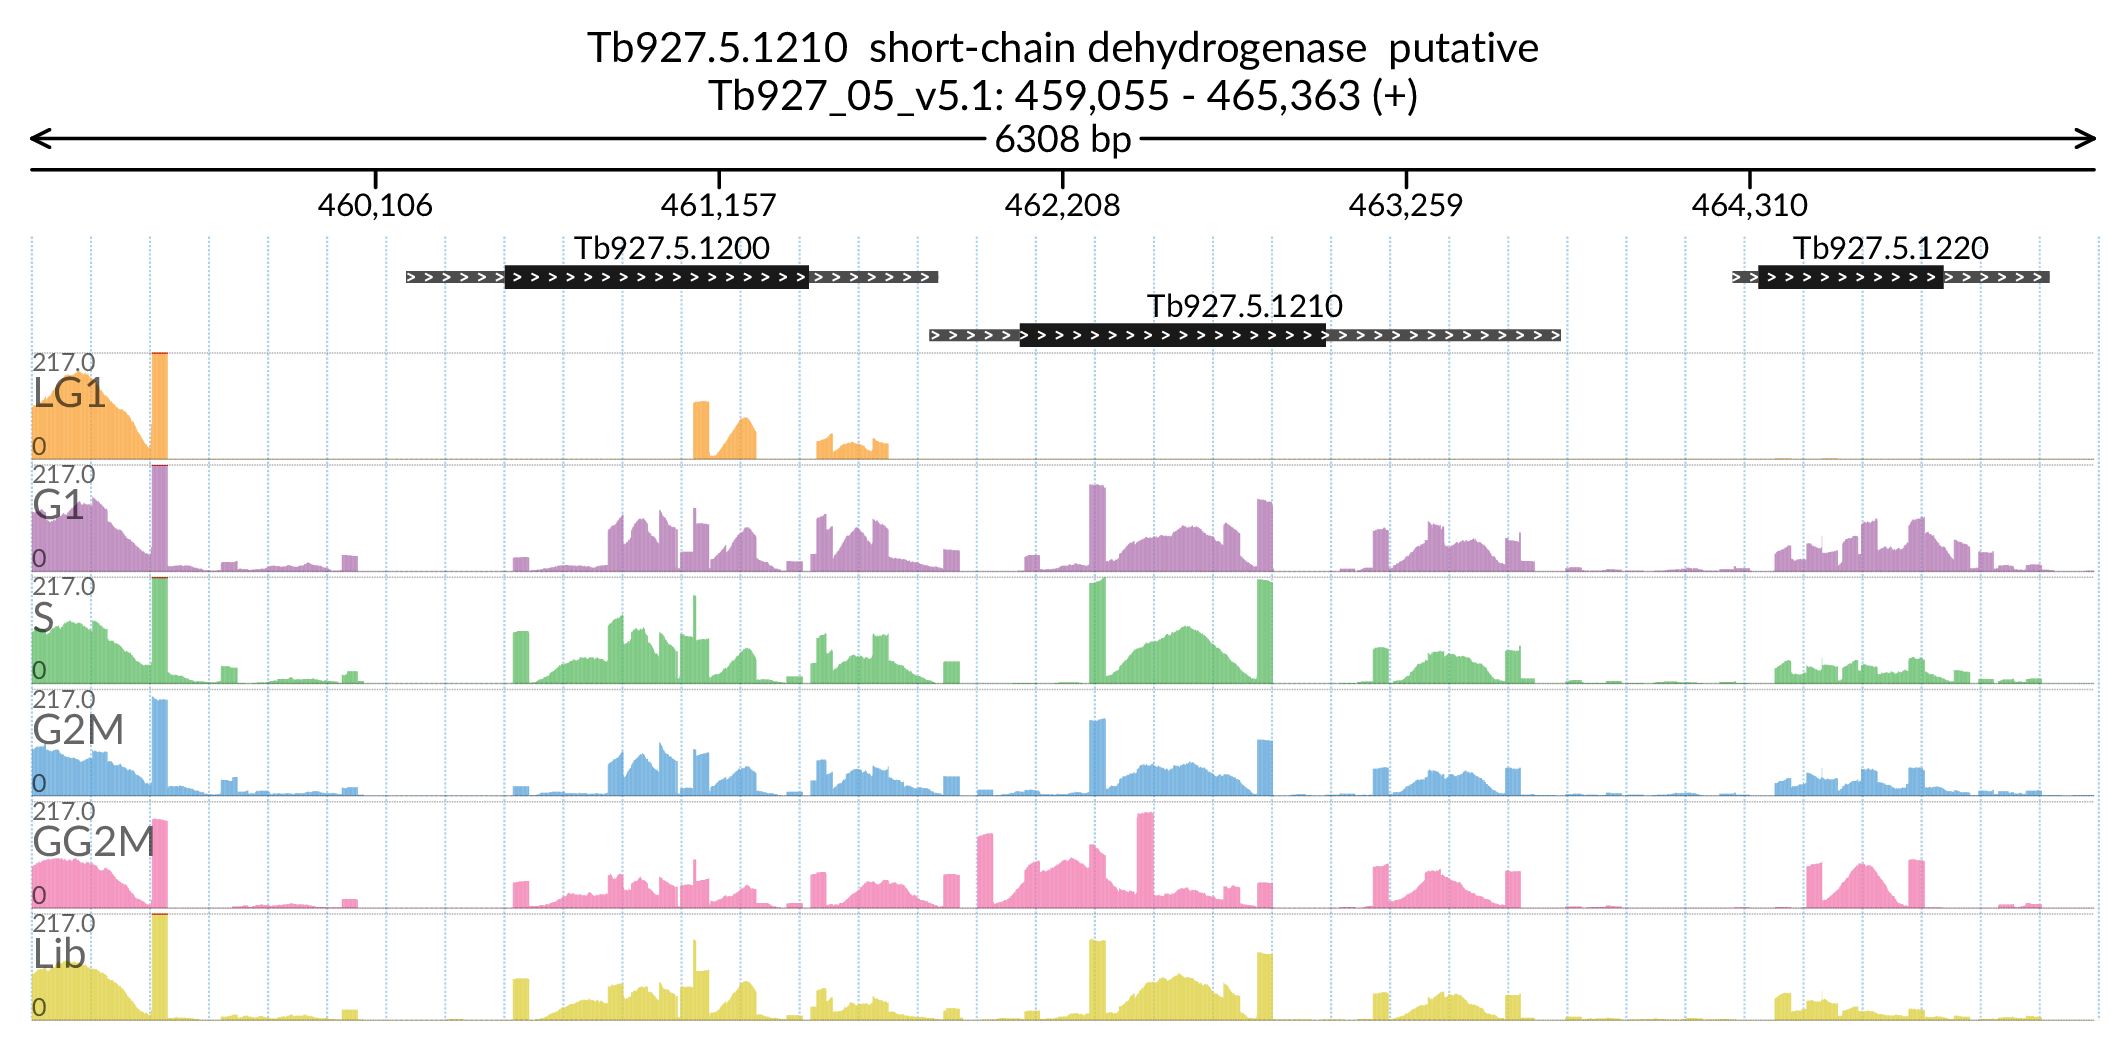 Tb927.5.1210 short-chain dehydrogenase putative
Tb927_05_v5.1: 459,055 - 465,363 (+)
6308 bp
460,106 461,157 462,208 463,259 464,310
Tb927.5.1200 Tb927.5.1220
Tb927.5.1210
217.0
LG1
0
217.0
G1
0
217.0
S
0
217.0
G2M
0
217.0
GG2M
0
217.0
Lib
0